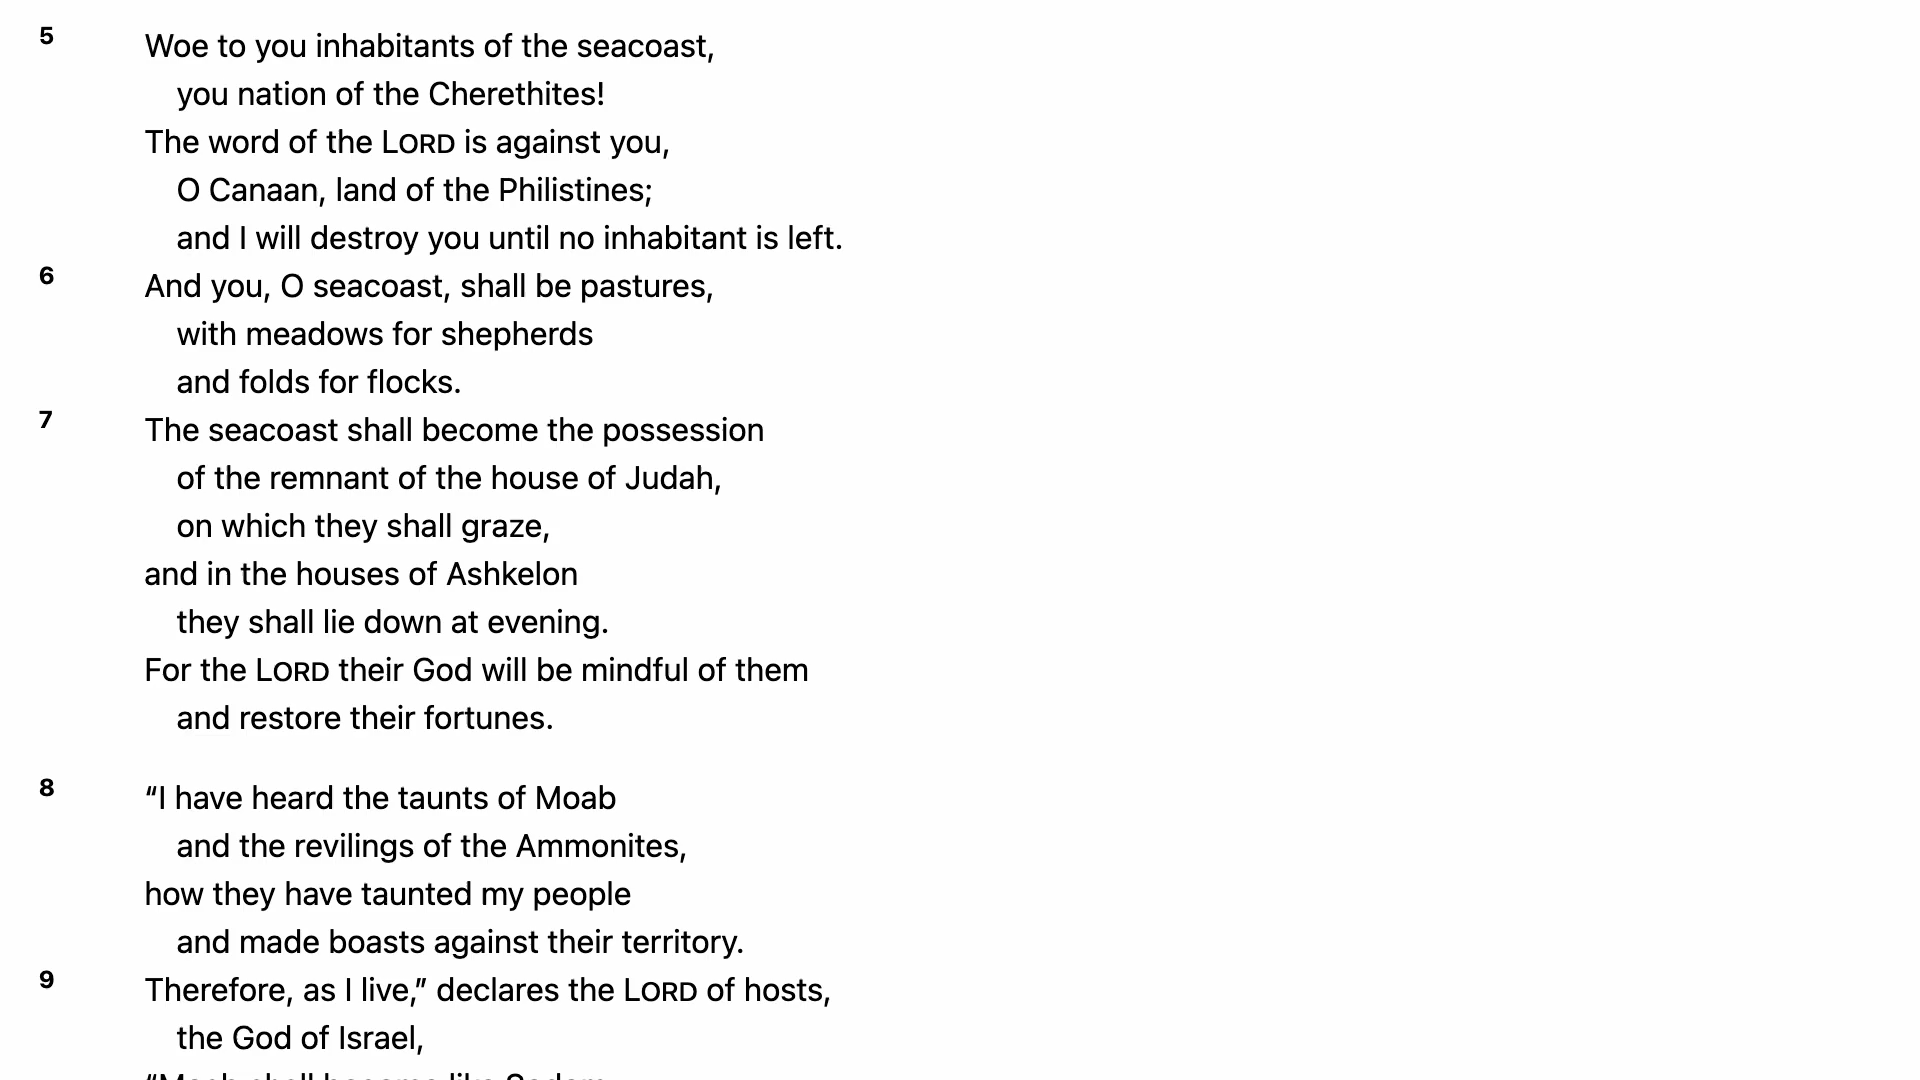 5 Woe to you inhabitants of the seacoast,
you nation of the Cherethites!
The word of the LORD is against you,
O Canaan, land of the Philistines;
and I will destroy you until no inhabitant is left.
6 And you, O seacoast, shall be pastures,
with meadows for shepherds
and folds for flocks.
7 The seacoast shall become the possession
of the remnant of the house of Judah,
on which they shall graze,
and in the houses of Ashkelon
they shall lie down at evening.
For the LORD their God will be mindful of them
and restore their fortunes.
8 “I have heard the taunts of Moab
and the revilings of the Ammonites,
how they have taunted my people
and made boasts against their territory.
9 Therefore, as I live,” declares the LORD of hosts,
the God of Israel,
“Moab shall become like Sodom